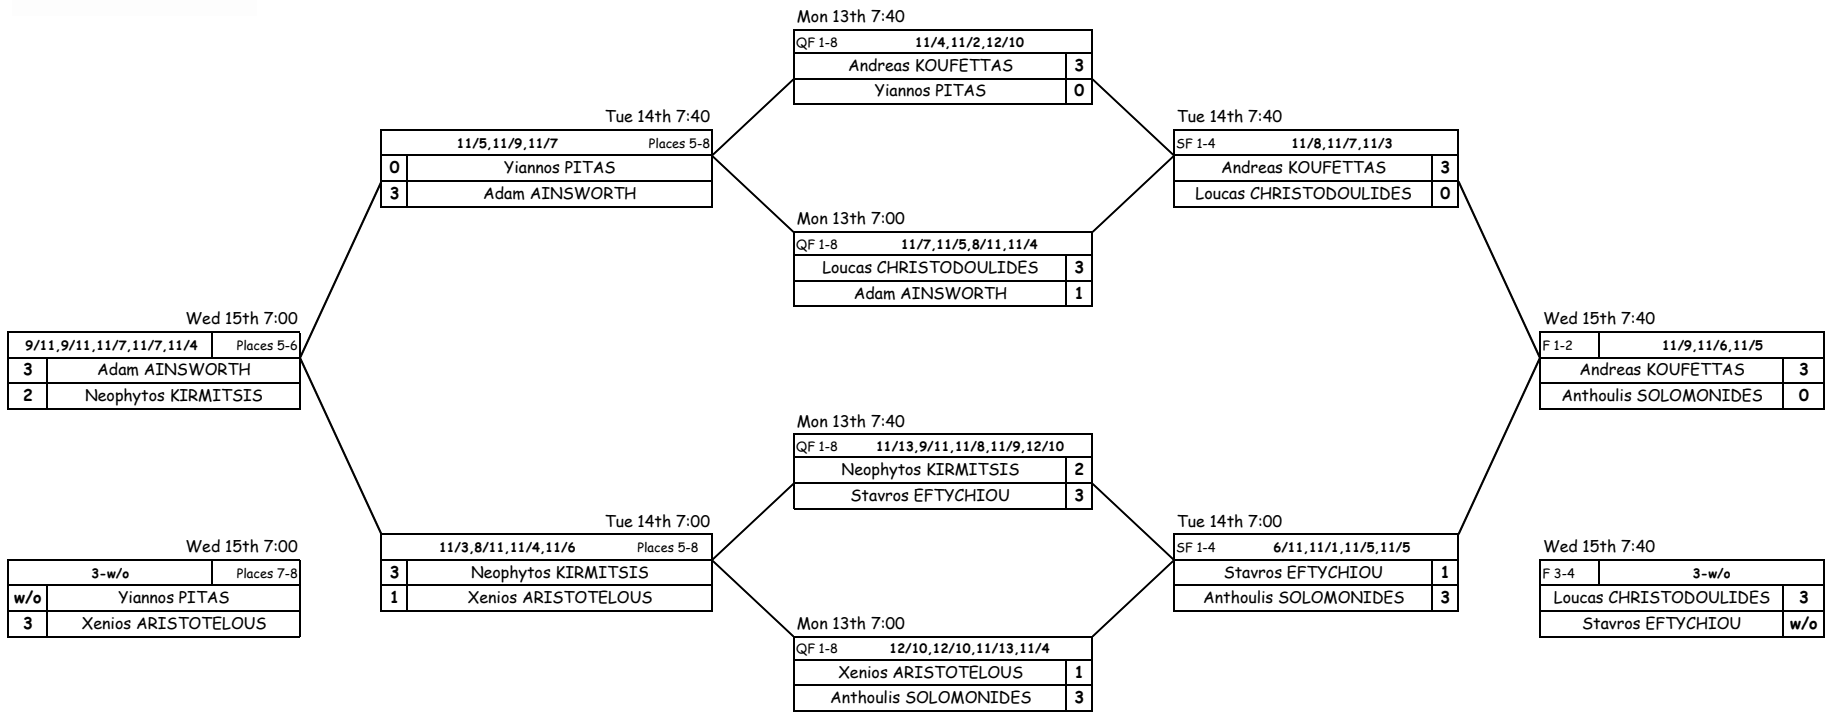 Mon 13th 7:40
QF 1-8 11/4,11/2,12/10
Andreas KOUFETTAS 3
Yiannos PITAS 0
Tue 14th 7:40
11/5,11/9,11/7 Places 5-8
0 Yiannos PITAS
3 Adam AINSWORTH
Tue 14th 7:40
SF 1-4 11/8,11/7,11/3
Andreas KOUFETTAS 3
Loucas CHRISTODOULIDES 0
Mon 13th 7:00
QF 1-8 11/7,11/5,8/11,11/4
Loucas CHRISTODOULIDES 3
Adam AINSWORTH 1
Wed 15th 7:00
9/11,9/11,11/7,11/7,11/4 Places 5-6
3 Adam AINSWORTH
2 Neophytos KIRMITSIS
Wed 15th 7:40
F 1-2 11/9,11/6,11/5
Andreas KOUFETTAS 3
Anthoulis SOLOMONIDES 0
Mon 13th 7:40
QF 1-8 11/13,9/11,11/8,11/9,12/10
Neophytos KIRMITSIS 2
Stavros EFTYCHIOU 3
Tue 14th 7:00
11/3,8/11,11/4,11/6 Places 5-8
3 Neophytos KIRMITSIS
1 Xenios ARISTOTELOUS
Tue 14th 7:00
SF 1-4 6/11,11/1,11/5,11/5
Stavros EFTYCHIOU 1
Anthoulis SOLOMONIDES 3
Wed 15th 7:00
3-w/o Places 7-8
w/o Yiannos PITAS
3 Xenios ARISTOTELOUS
Wed 15th 7:40
F 3-4 3-w/o
Loucas CHRISTODOULIDES 3
Stavros EFTYCHIOU w/o
Mon 13th 7:00
QF 1-8 12/10,12/10,11/13,11/4
Xenios ARISTOTELOUS 1
Anthoulis SOLOMONIDES 3